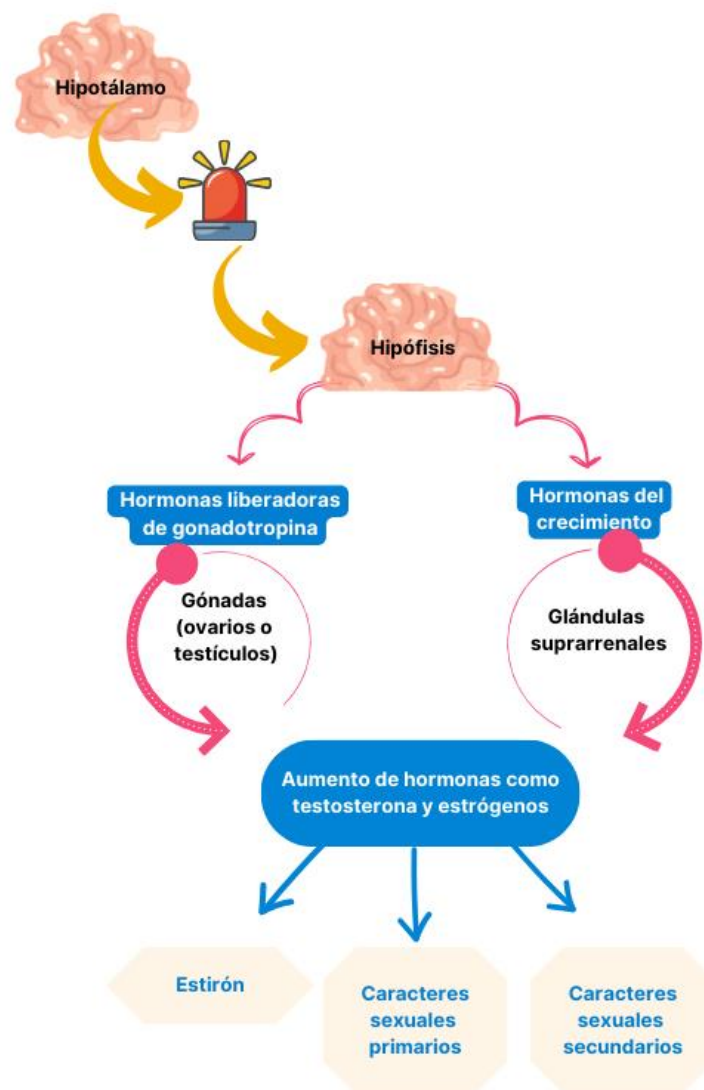 Hipotálamo
Hipófisis
Hormonas liberadoras
de gonadotropina
Hormonas del
crecimiento
Gónadas
(ovarios o
testículos)
Glándulas
suprarrenales
Aumento de hormonas como
testosterona y estrógenos
Estirón
Caracteres
sexuales
primarios
Caracteres
sexuales
secundarios